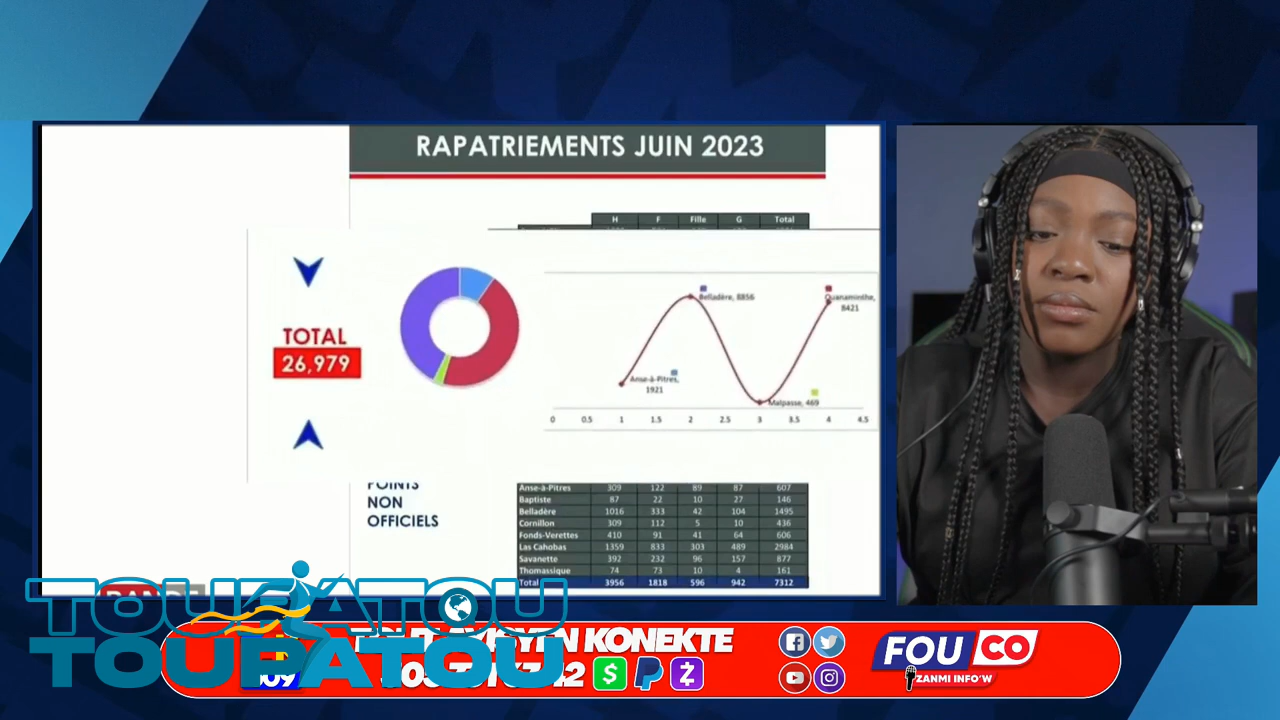 RAPATRIEMENTS JUIN 2023
H F Fille G Total
TOTAL
26,979
Belladère, 8856
Ouanaminthe,
8421
Anse-à-Pitres,
1921
Malpasse, 469
0 0.5 1 1.5 2 2.5 3 3.5 4 4.5
POINTS
NON
OFFICIELS
Anse-à-Pitres 309 122 89 87 607
Baptiste 87 22 10 27 146
Belladère 1016 333 42 104 1495
Cornillon 309 112 5 10 436
Fonds-Verettes 410 91 41 64 606
Las Cahobas 1359 833 303 489 2984
Savanette 392 232 96 157 877
Thomassique 74 73 10 4 161
Total 3956 1818 596 942 7312
TOUPATOU
TOUPATOU
KONEKTE
FOUCO
ZANMI INFO'W